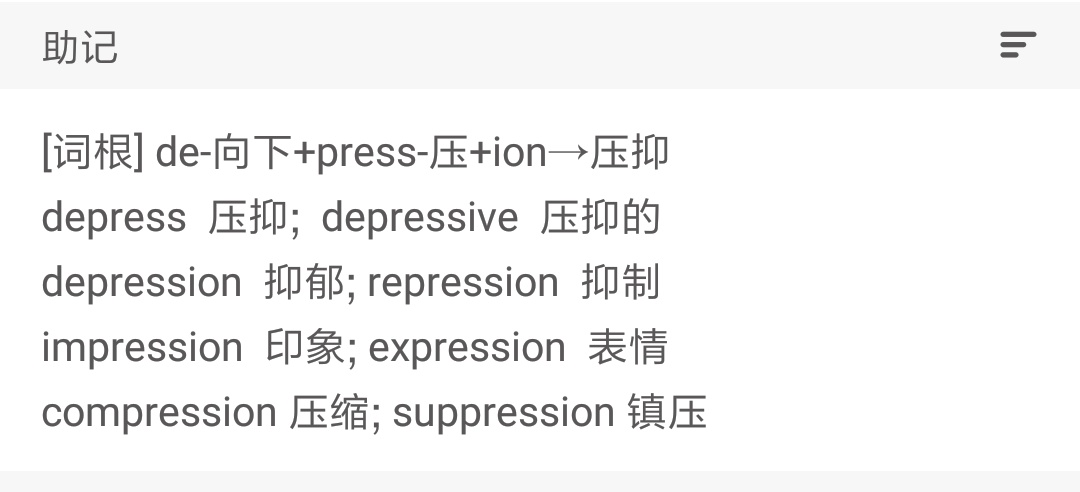 助记
[词根] de-向下+press-压+ion→压抑
depress 压抑; depressive 压抑的
depression 抑郁; repression 抑制
impression 印象; expression 表情
compression 压缩; suppression 镇压